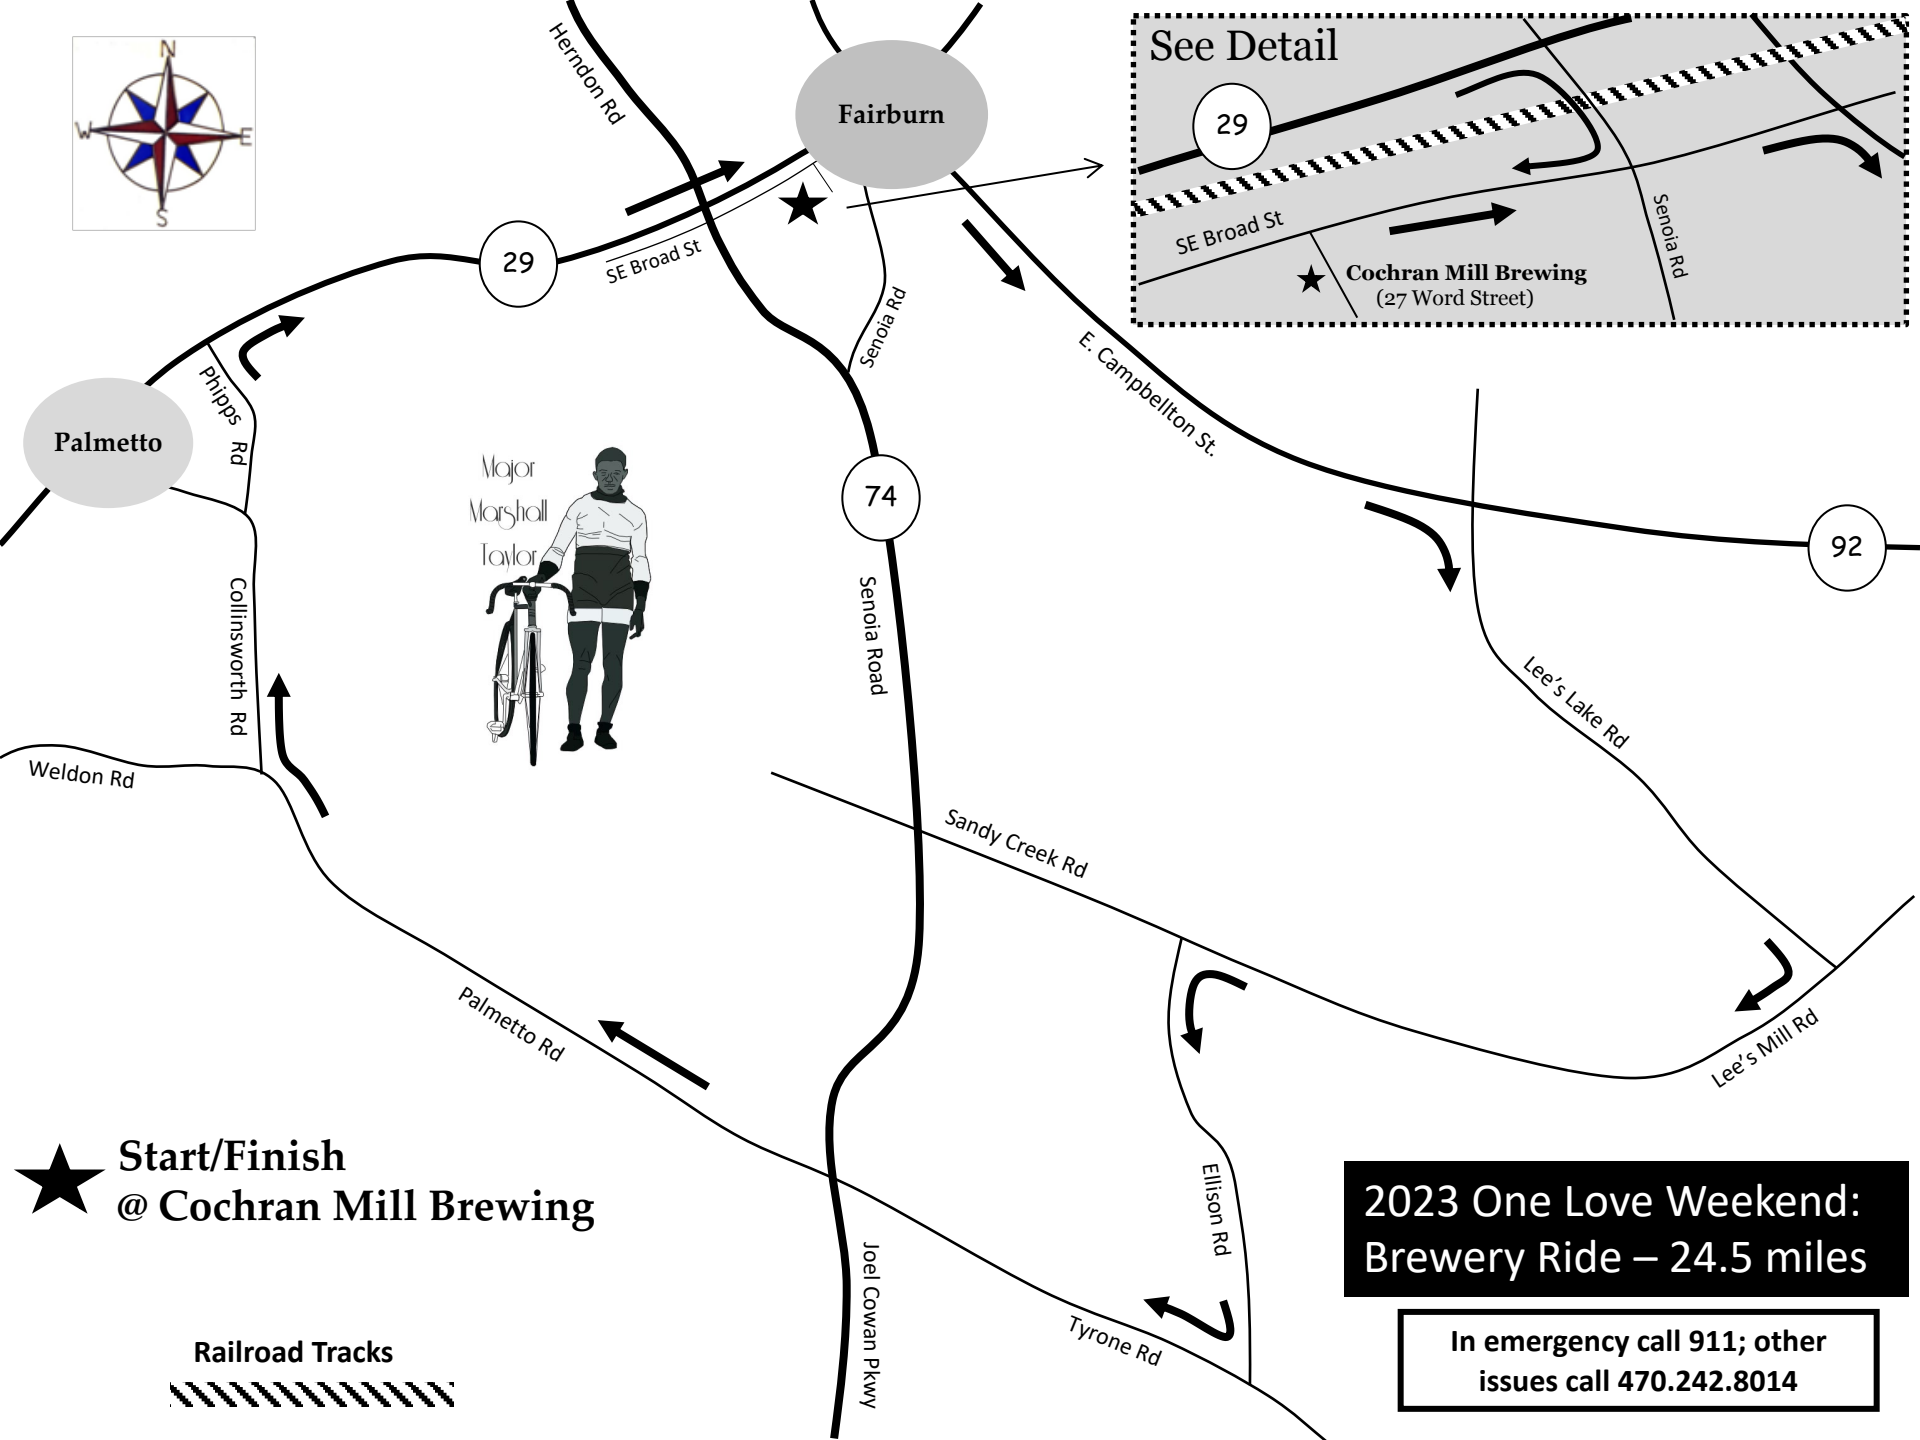 N
W
E
S
Herndon Rd
Fairburn
See Detail
29
SE Broad St
Senoia Rd
Cochran Mill Brewing
(27 Word Street)
29
SE Broad St
Senoia Rd
E. Campbellton St.
Phipps Rd
Palmetto
Major
Marshall
Taylor
74
92
Collinsworth Rd
Senoia Road
Lee's Lake Rd
Weldon Rd
Sandy Creek Rd
Palmetto Rd
Lee's Mill Rd
Ellison Rd
Start/Finish
@ Cochran Mill Brewing
2023 One Love Weekend:
Brewery Ride – 24.5 miles
Joel Cowan Pkwy
Tyrone Rd
Railroad Tracks
In emergency call 911; other
issues call 470.242.8014